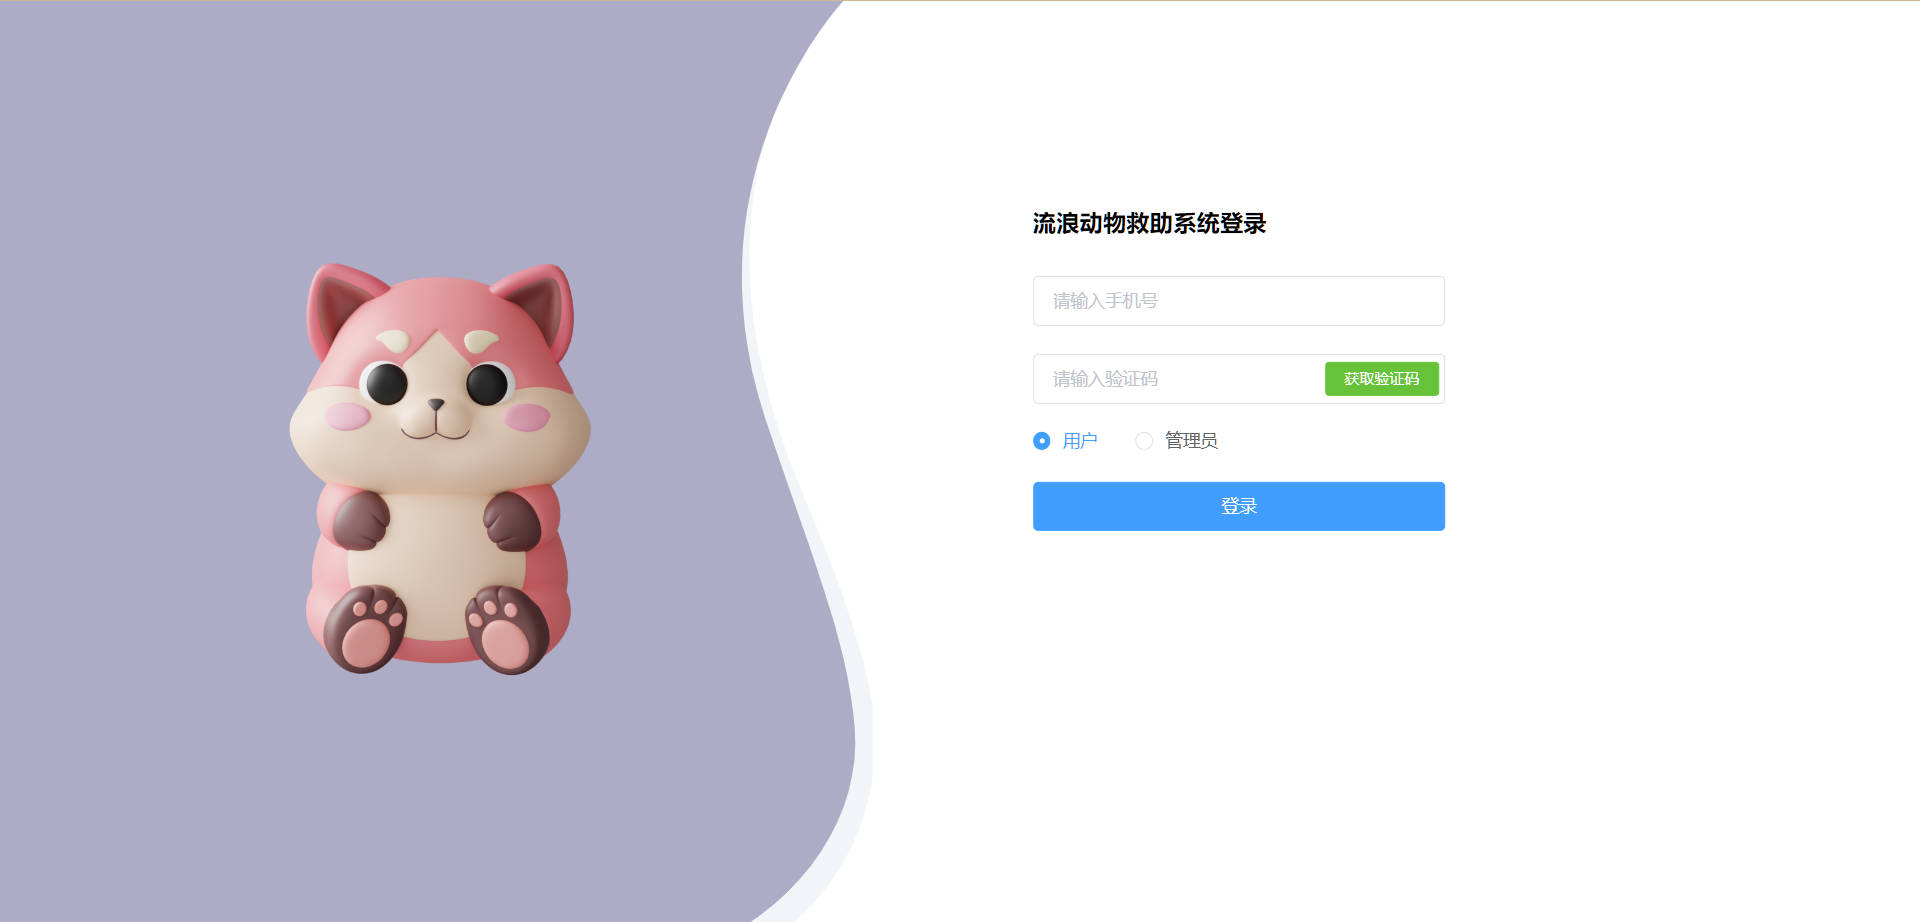 流浪动物救助系统登录
请输入手机号
请输入验证码 获取验证码
用户 管理员
登录